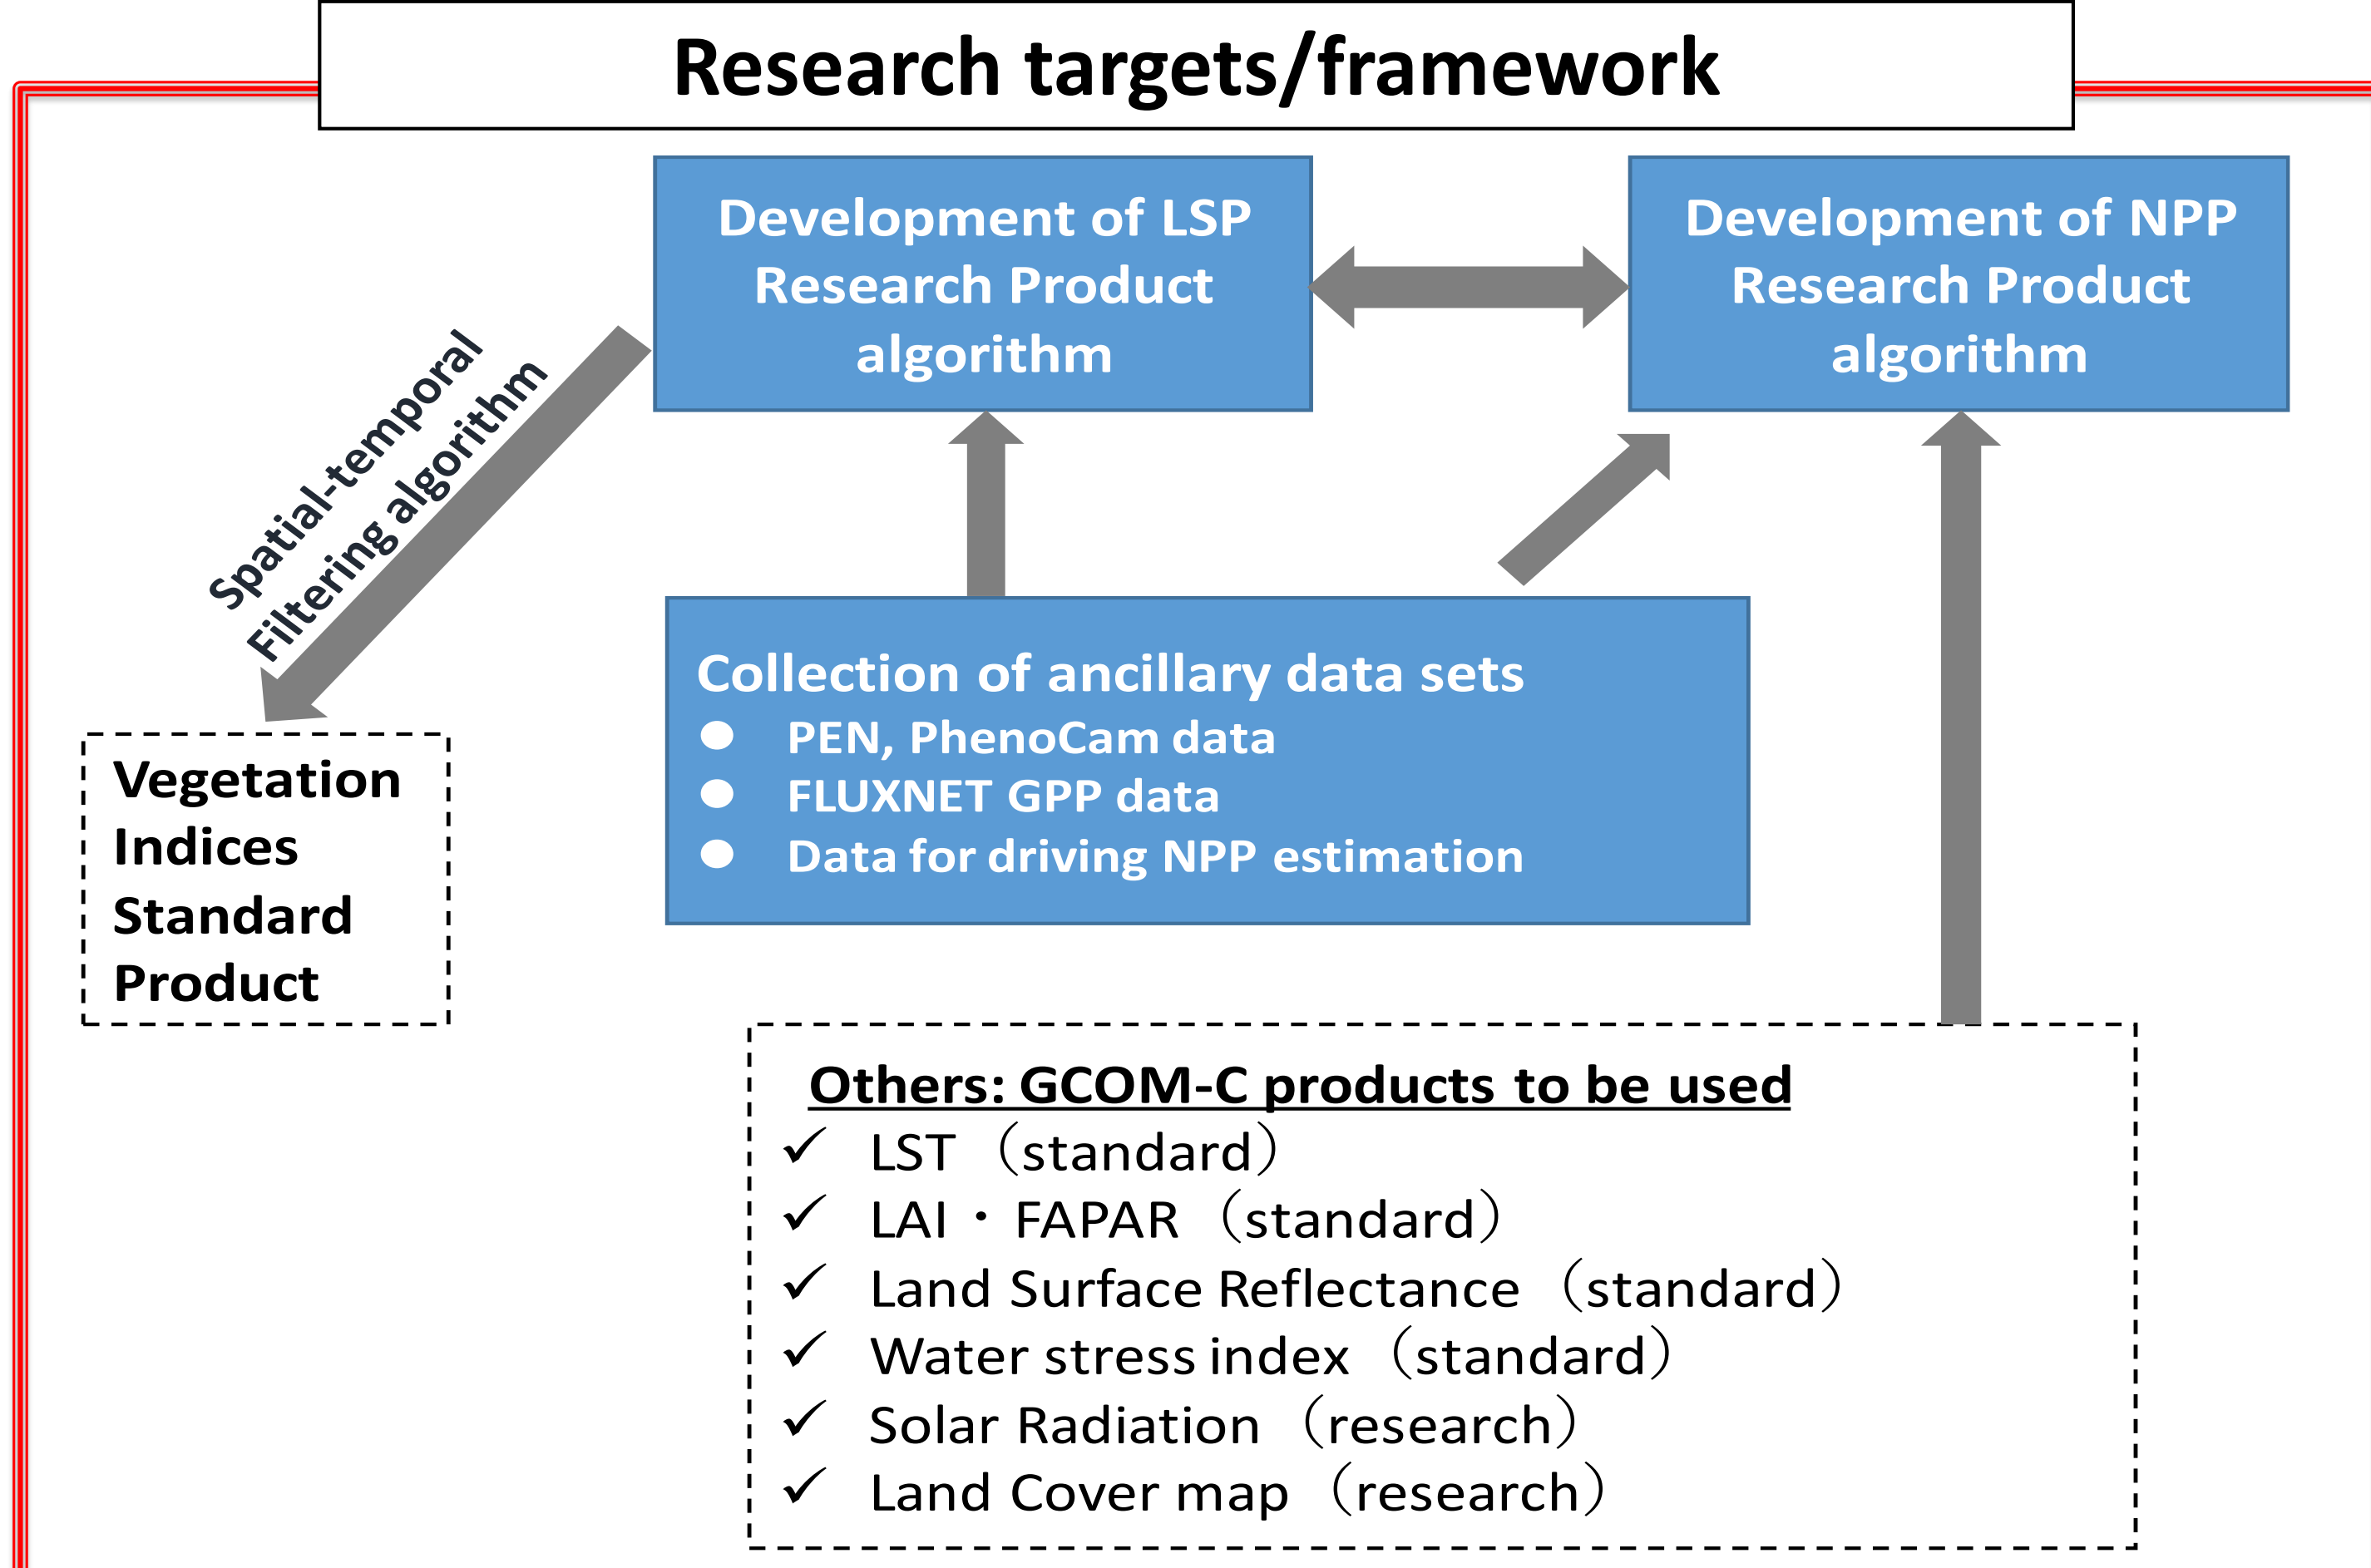 Research targets/framework
Development of LSP
Research Product
algorithm
Development of NPP
Research Product
algorithm
Spatial-temporal
Filtering algorithm
Collection of ancillary data sets
PEN, PhenoCam data
FLUXNET GPP data
Data for driving NPP estimation
Vegetation
Indices
Standard
Product
Others: GCOM-C products to be used
✓ LST （standard）
✓ LAI・FAPAR （standard）
✓ Land Surface Reflectance （standard）
✓ Water stress index （standard）
✓ Solar Radiation （research）
✓ Land Cover map （research）